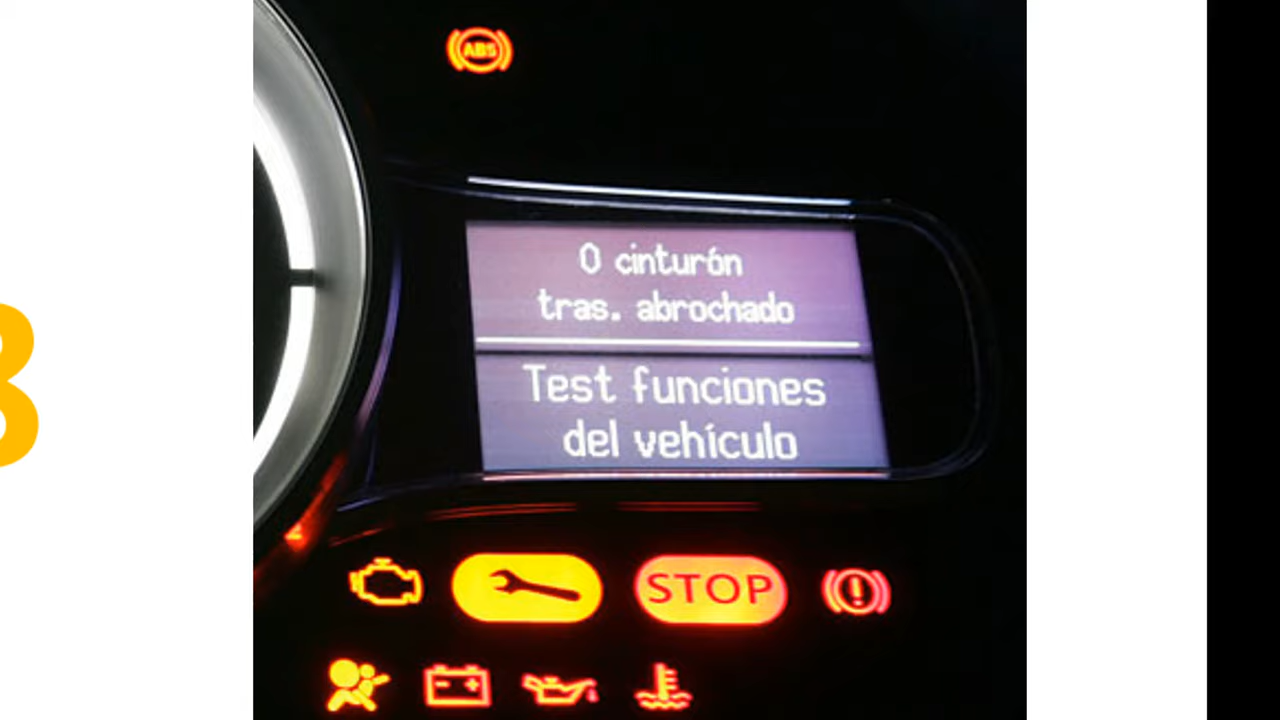 ABS
0 cinturón
tras. abrochado
Test funciones
del vehículo
STOP